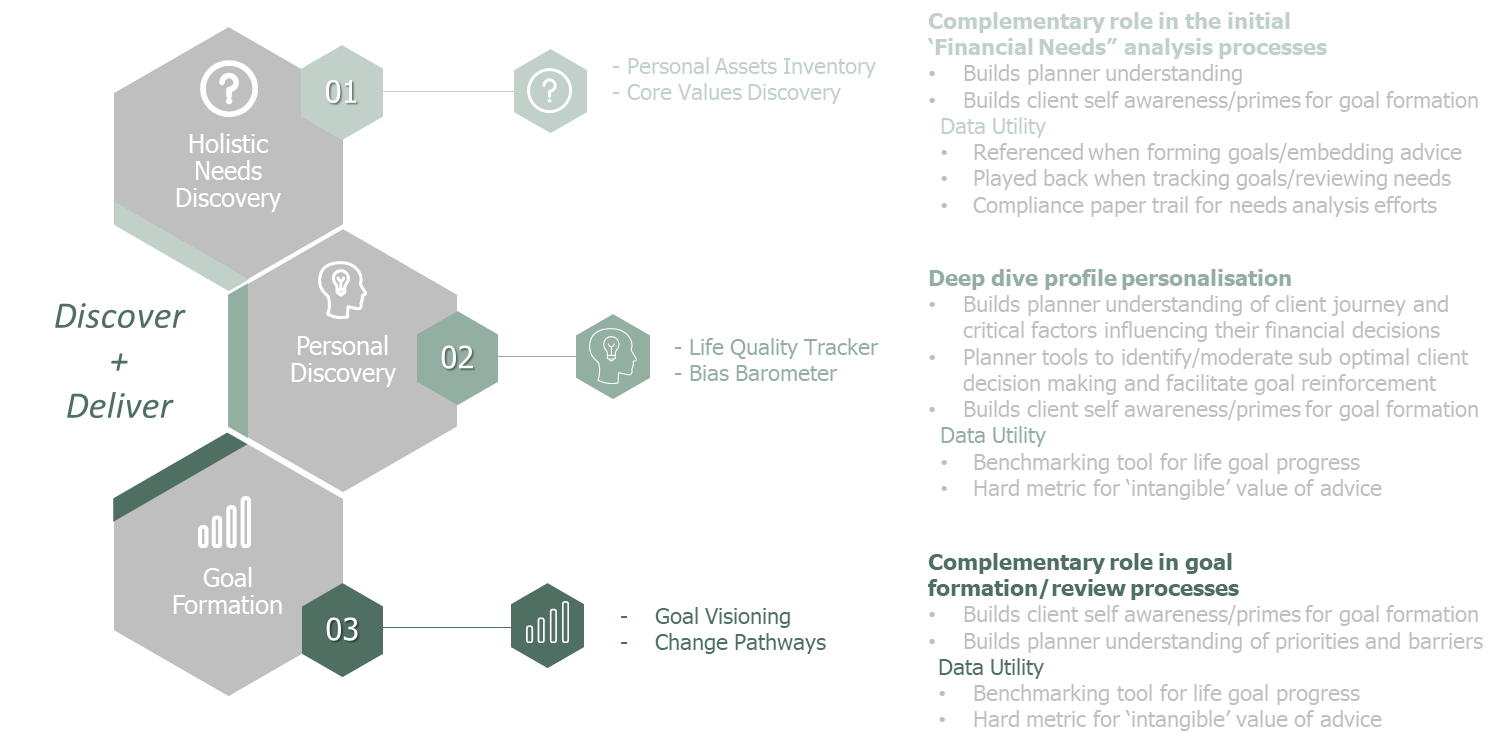 Holistic
Needs
Discovery
01
- Personal Assets Inventory
- Core Values Discovery
Complementary role in the initial
‘Financial Needs” analysis processes
• Builds planner understanding
• Builds client self awareness/primes for goal formation
Data Utility
• Referenced when forming goals/embedding advice
• Played back when tracking goals/reviewing needs
• Compliance paper trail for needs analysis efforts
Discover
+
Deliver
Personal
Discovery
02
- Life Quality Tracker
- Bias Barometer
Deep dive profile personalisation
• Builds planner understanding of client journey and
critical factors influencing their financial decisions
• Planner tools to identify/moderate sub optimal client
decision making and facilitate goal reinforcement
• Builds client self awareness/primes for goal formation
Data Utility
• Benchmarking tool for life goal progress
• Hard metric for ‘intangible’ value of advice
Goal
Formation
03
- Goal Visioning
- Change Pathways
Complementary role in goal
formation/review processes
• Builds client self awareness/primes for goal formation
• Builds planner understanding of priorities and barriers
Data Utility
• Benchmarking tool for life goal progress
• Hard metric for ‘intangible’ value of advice